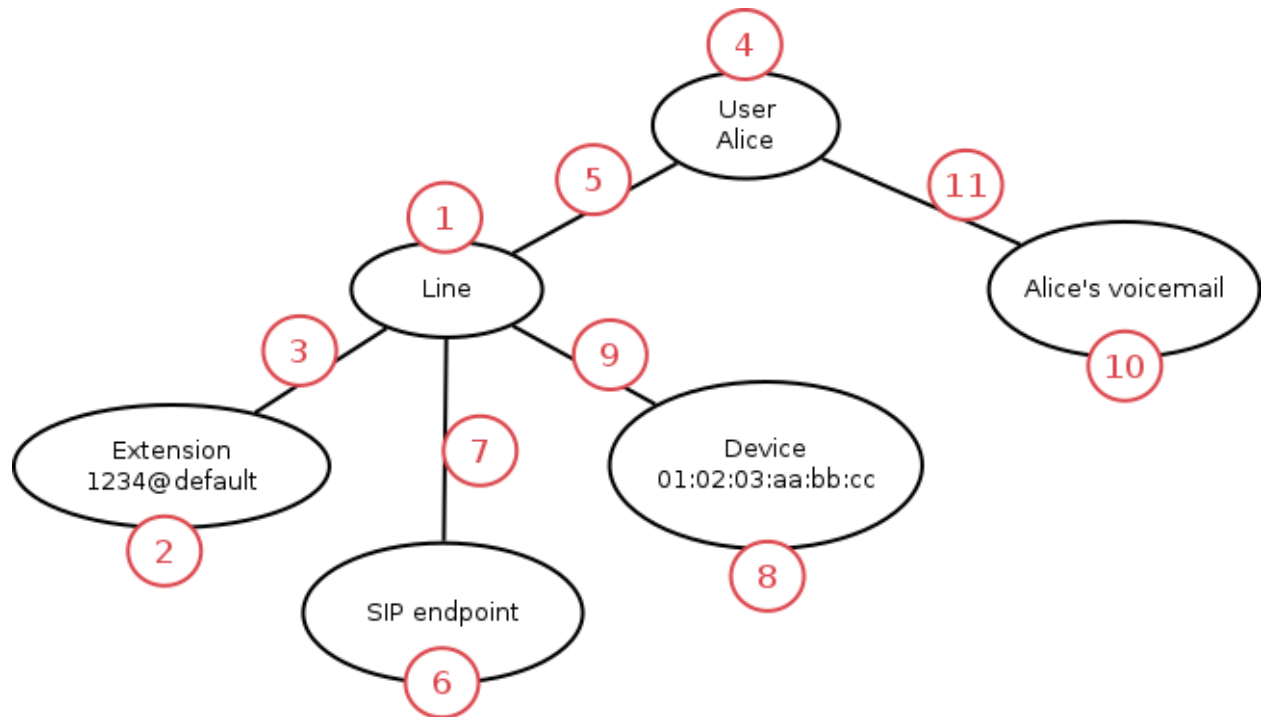 4
User
Alice
5
11
1
Line
Alice's voicemail
3
9
10
7
Extension
1234@default
Device
01:02:03:aa:bb:cc
2
8
SIP endpoint
6